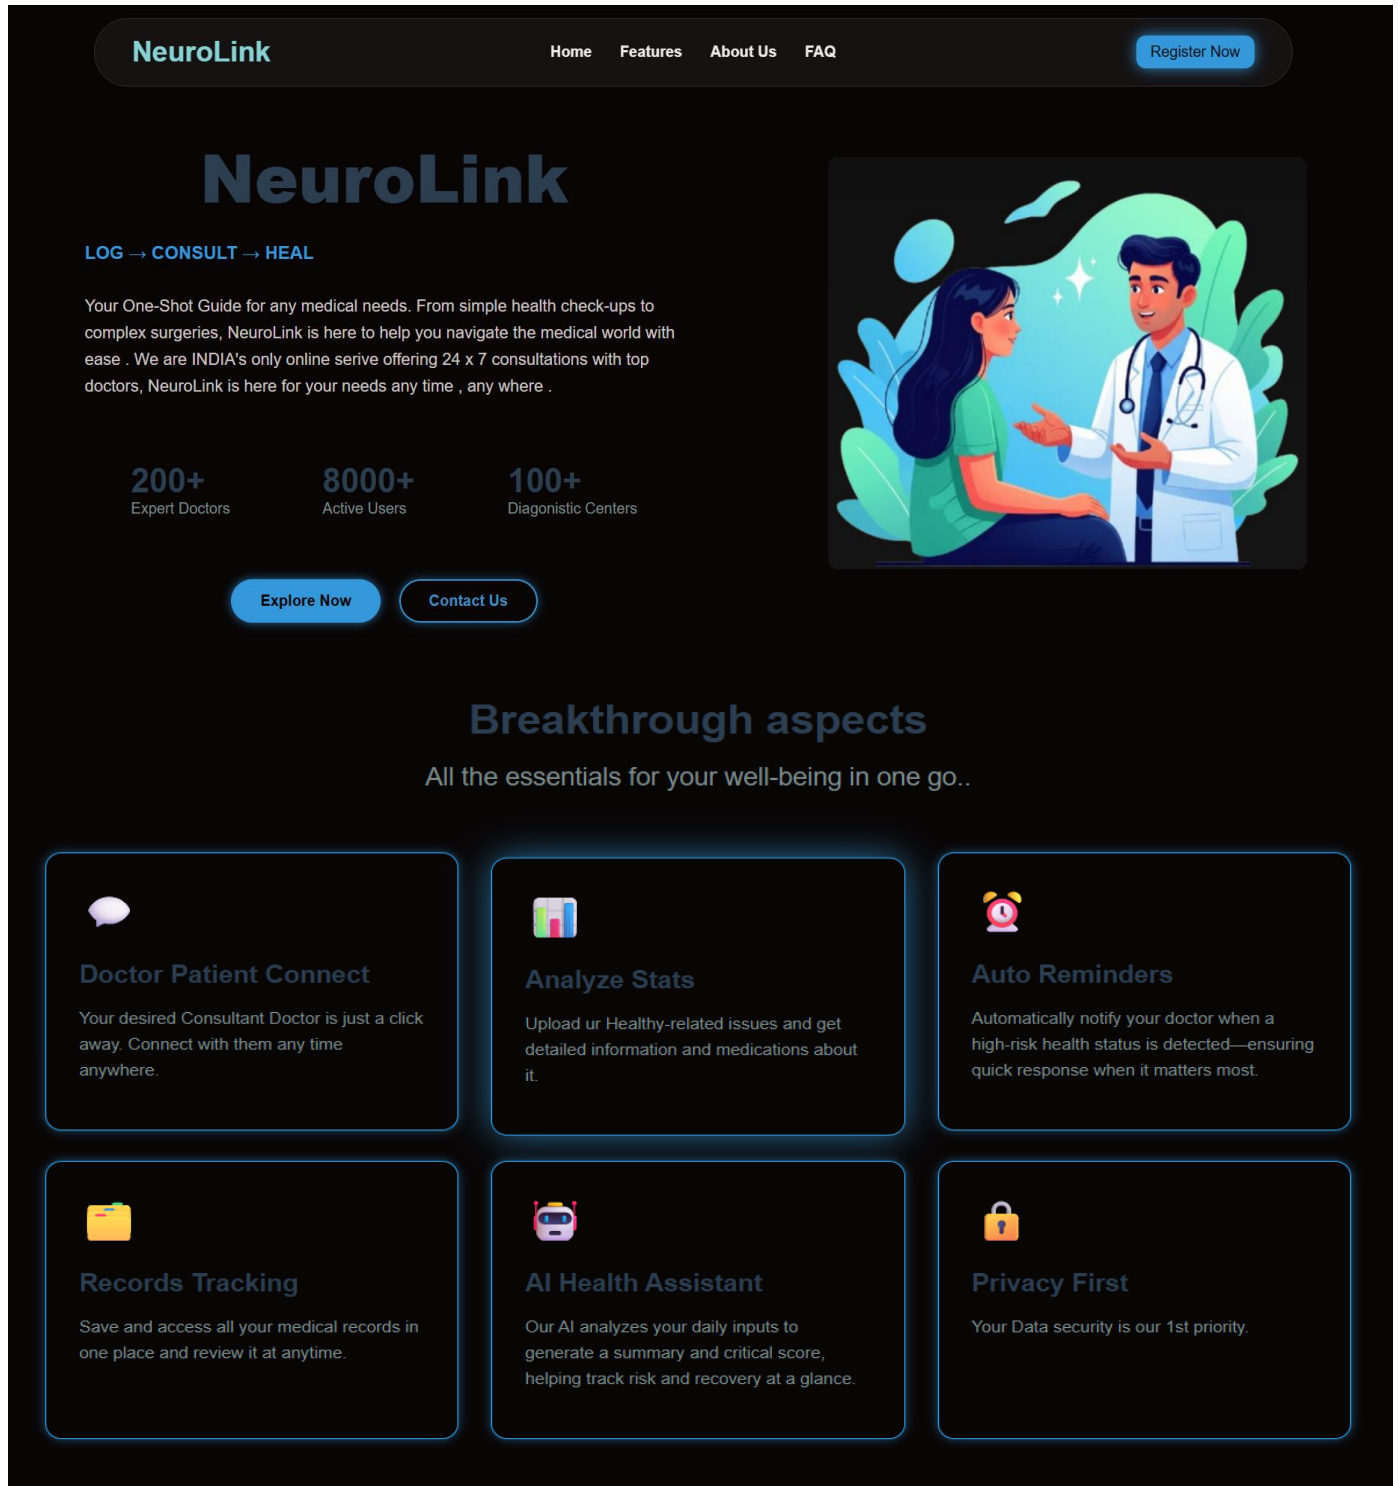 NeuroLink
Home
Features
About Us
FAQ
Register Now
NeuroLink
LOG → CONSULT → HEAL
Your One-Shot Guide for any medical needs. From simple health check-ups to
complex surgeries, NeuroLink is here to help you navigate the medical world with
ease . We are INDIA's only online serive offering 24 x 7 consultations with top
doctors, NeuroLink is here for your needs any time , any where .
200+
Expert Doctors
8000+
Active Users
100+
Diagonistic Centers
Explore Now
Contact Us
Breakthrough aspects
All the essentials for your well-being in one go..
Doctor Patient Connect
Your desired Consultant Doctor is just a click
away. Connect with them any time
anywhere.
Analyze Stats
Upload ur Healthy-related issues and get
detailed information and medications about
it.
Auto Reminders
Automatically notify your doctor when a
high-risk health status is detected—ensuring
quick response when it matters most.
Records Tracking
Save and access all your medical records in
one place and review it at anytime.
AI Health Assistant
Our AI analyzes your daily inputs to
generate a summary and critical score,
helping track risk and recovery at a glance.
Privacy First
Your Data security is our 1st priority.